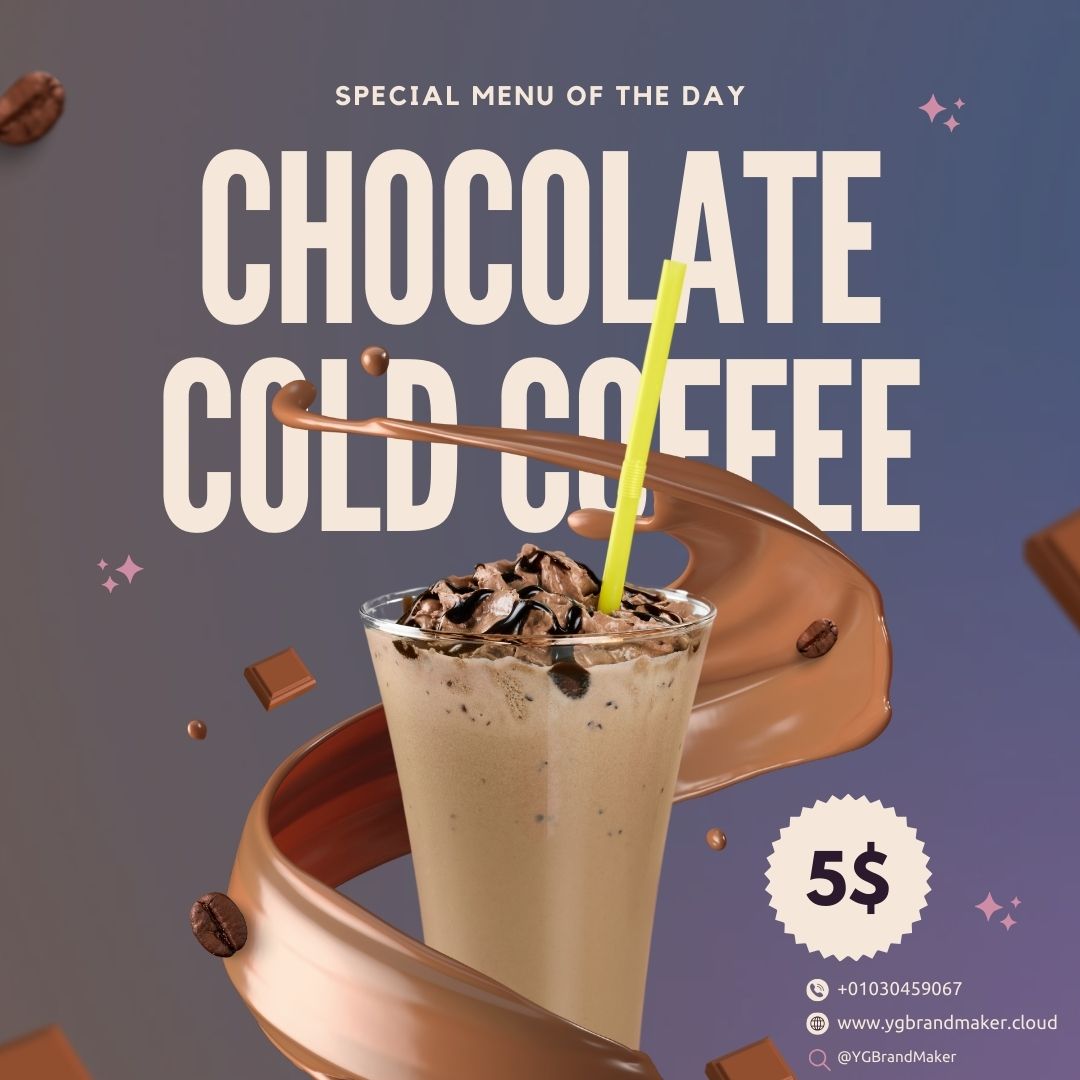 SPECIAL MENU OF THE DAY
CHOCOLATE
COLD COFFEE
5$
+01030459067
www.ygbrandmaker.cloud
@YGBrandMaker